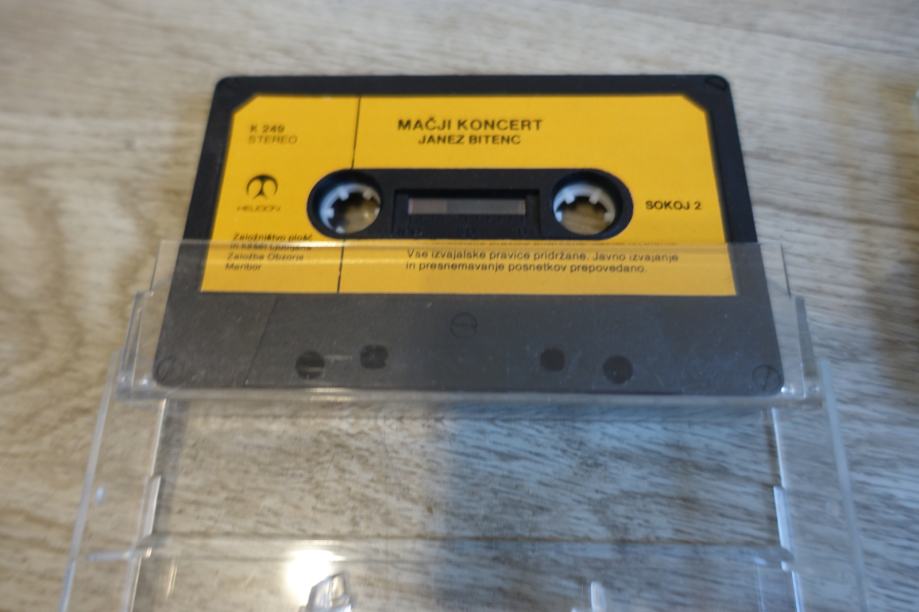 K 249
STEREO
MAČJI KONCERT
JANEZ BITENC
HELIDON
SOKOJ 2
Založništvo plošč
in kaset Ljubljana
Založba Obzorja
Maribor
Vse izvajalske pravice pridržane. Javno izvajanje
in presnemavanje posnetkov prepovedano.